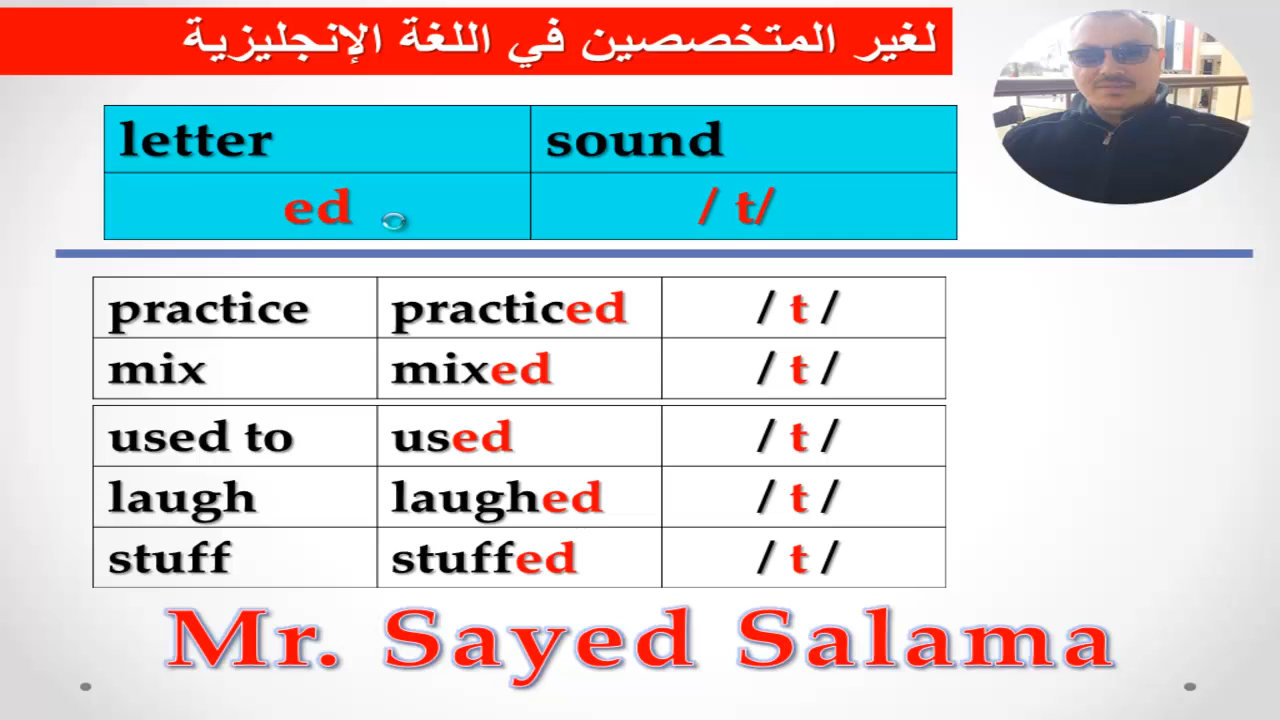 لغير المتخصصين في اللغة الإنجليزية
letter sound
ed / t/
practice practiced / t /
mix mixed / t /
used to used / t /
laugh laughed / t /
stuff stuffed / t /
Mr. Sayed Salama